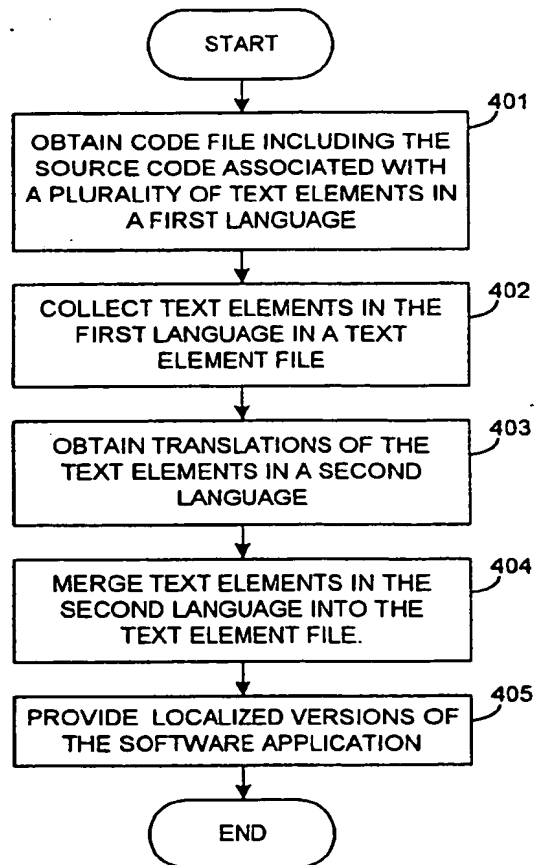 START
401
OBTAIN CODE FILE INCLUDING THE
SOURCE CODE ASSOCIATED WITH
A PLURALITY OF TEXT ELEMENTS IN
A FIRST LANGUAGE
402
COLLECT TEXT ELEMENTS IN THE
FIRST LANGUAGE IN A TEXT
ELEMENT FILE
403
OBTAIN TRANSLATIONS OF THE
TEXT ELEMENTS IN A SECOND
LANGUAGE
404
MERGE TEXT ELEMENTS IN THE
SECOND LANGUAGE INTO THE
TEXT ELEMENT FILE.
405
PROVIDE LOCALIZED VERSIONS OF
THE SOFTWARE APPLICATION
END